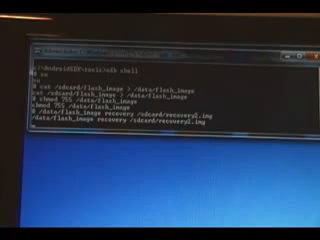 c:\AndroidSDK\tools>adb shell
# su
su
# cat /sdcard/flash_image > /data/flash_image
cat /sdcard/flash_image > /data/flash_image
# chmod 755 /data/flash_image
chmod 755 /data/flash_image
# /data/flash_image recovery /sdcard/recovery2.img
/data/flash_image recovery /sdcard/recovery2.img